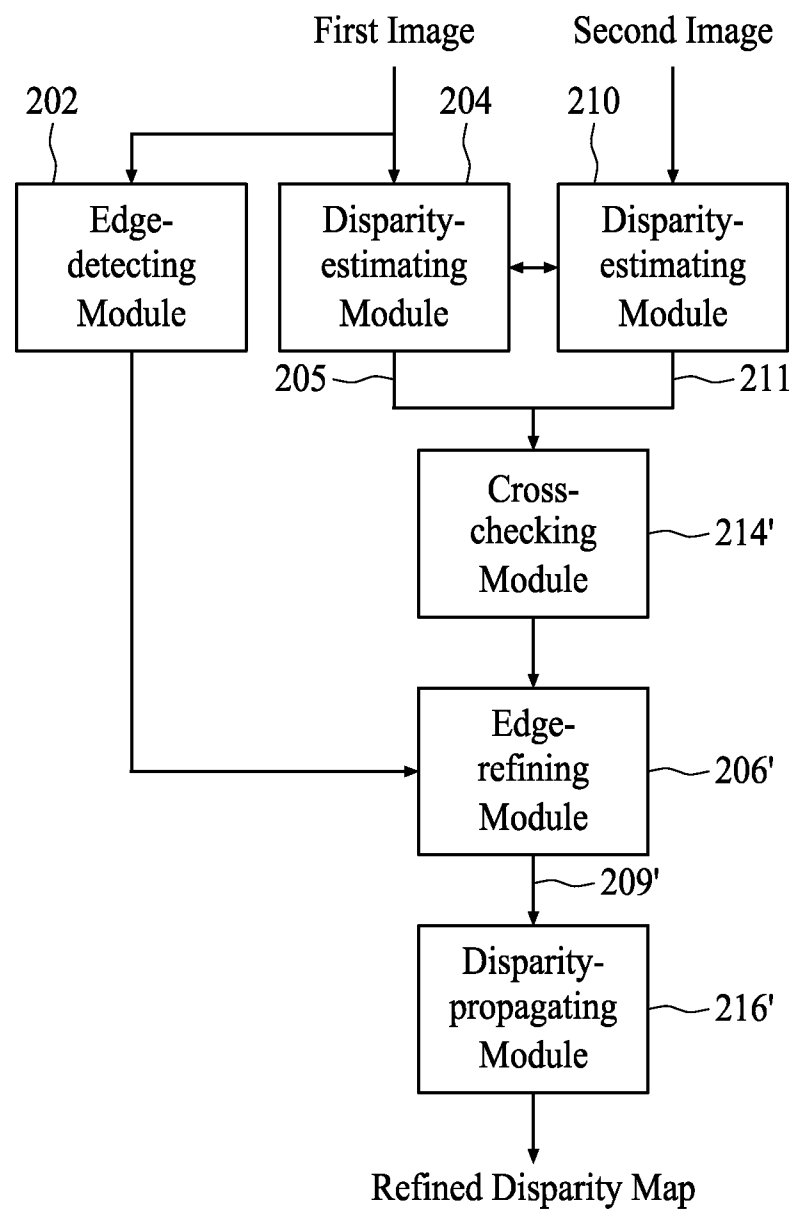 First Image
Second Image
202
204
210
Edge-
detecting
Module
Disparity-
estimating
Module
Disparity-
estimating
Module
205
211
Cross-
checking
Module
214'
Edge-
refining
Module
206'
209'
Disparity-
propagating
Module
216'
Refined Disparity Map